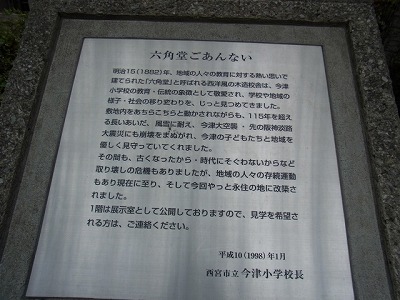 六角堂ごあんない
明治15(1882)年、地域の人々の教育に対する熱い思いで
建てられた「六角堂」と呼ばれる西洋風の木造校舎は、今津
小学校の教育・伝統の象徴として敬愛され、学校や地域の
様子・社会の移り変わりを、じっと見つめてきました。
敷地内をあちらこちらと動かされながらも、115年を超え
る長いあいだ、風雪に耐え、今津大空襲・先の阪神淡路
大震災にも崩壊をまぬがれ、今津の子どもたちと地域を
優しく見守っていてくれました。
その間も、古くなったから・時代にそぐわないからなど
取り壊しの危機もありましたが、地域の人々の存続運動
もあり現在に至り、そして今回やっと永住の地に改築さ
れました。
1階は展示室として公開しておりますので、見学を希望さ
れる方は、ご連絡ください。
平成10(1998)年1月
西宮市立今津小学校長